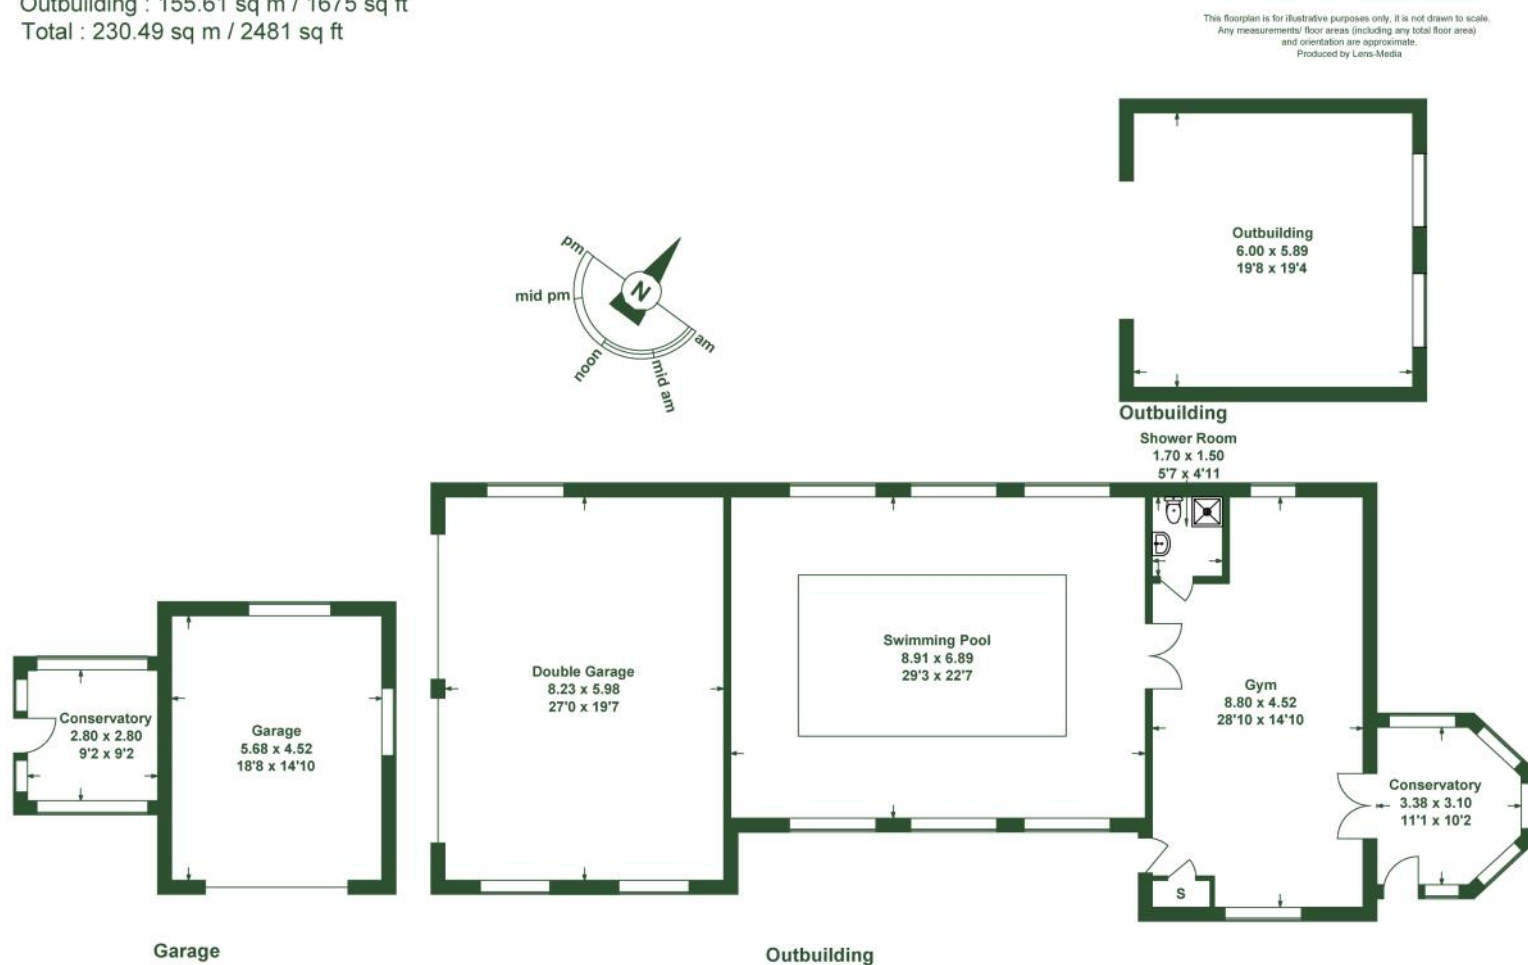 Outbuilding : 155.61 sq m / 1675 sq ft
Total : 230.49 sq m / 2481 sq ft
This floorplan is for illustrative purposes only, it is not drawn to scale.
Any measurements/ floor areas (including any total floor area)
and orientation are approximate.
Produced by Lens-Media
Outbuilding
6.00 x 5.89
19'8 x 19'4
Outbuilding
pm
mid pm
noon
mid am
am
N
Shower Room
1.70 x 1.50
5'7 x 4'11
Conservatory
2.80 x 2.80
9'2 x 9'2
Garage
5.68 x 4.52
18'8 x 14'10
Double Garage
8.23 x 5.98
27'0 x 19'7
Swimming Pool
8.91 x 6.89
29'3 x 22'7
Gym
8.80 x 4.52
28'10 x 14'10
Conservatory
3.38 x 3.10
11'1 x 10'2
S
Garage
Outbuilding